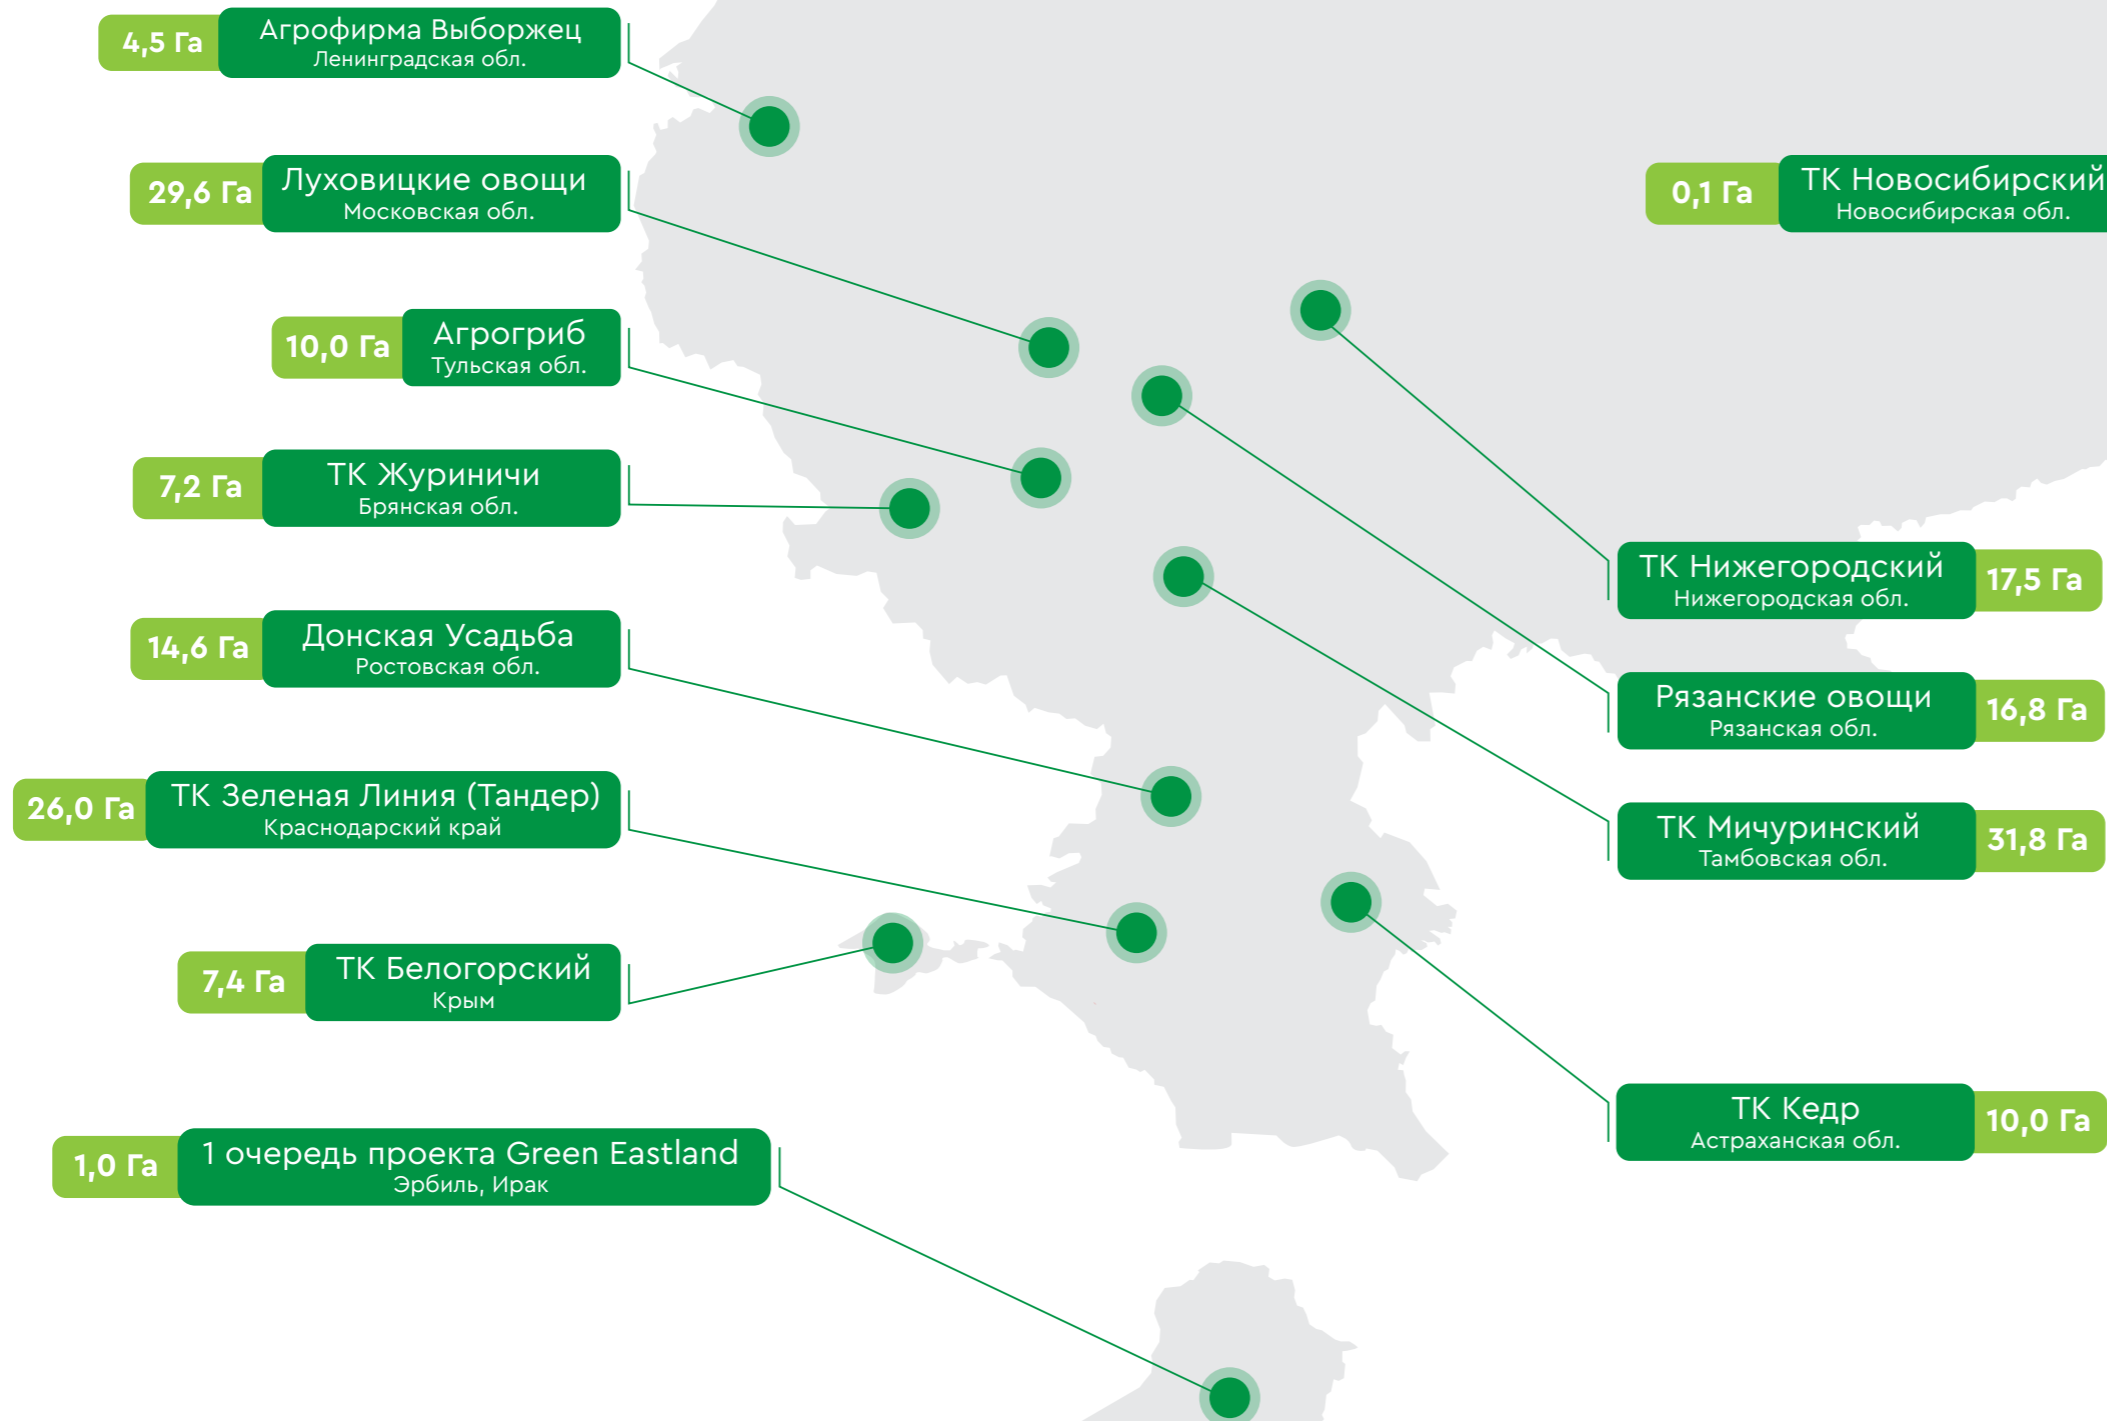 4,5 Га
Агрофирма Выборжец
Ленинградская обл.
29,6 Га
Луховицкие овощи
Московская обл.
10,0 Га
Агрогриб
Тульская обл.
7,2 Га
ТК Журиничи
Брянская обл.
14,6 Га
Донская Усадьба
Ростовская обл.
26,0 Га
ТК Зеленая Линия (Тандер)
Краснодарский край
7,4 Га
ТК Белогорский
Крым
1,0 Га
1 очередь проекта Green Eastland
Эрбиль, Ирак
0,1 Га
ТК Новосибирский
Новосибирская обл.
ТК Нижегородский
Нижегородская обл.
17,5 Га
Рязанские овощи
Рязанская обл.
16,8 Га
ТК Мичуринский
Тамбовская обл.
31,8 Га
ТК Кедр
Астраханская обл.
10,0 Га